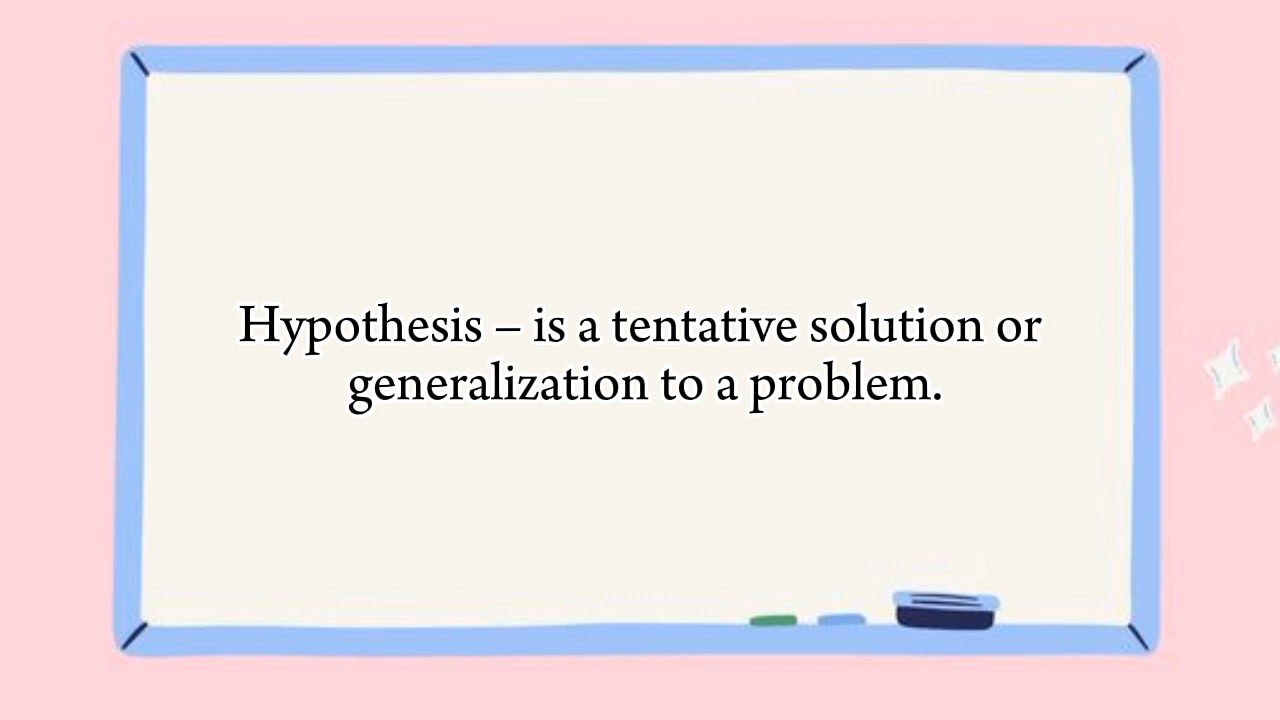 Hypothesis – is a tentative solution or
generalization to a problem.